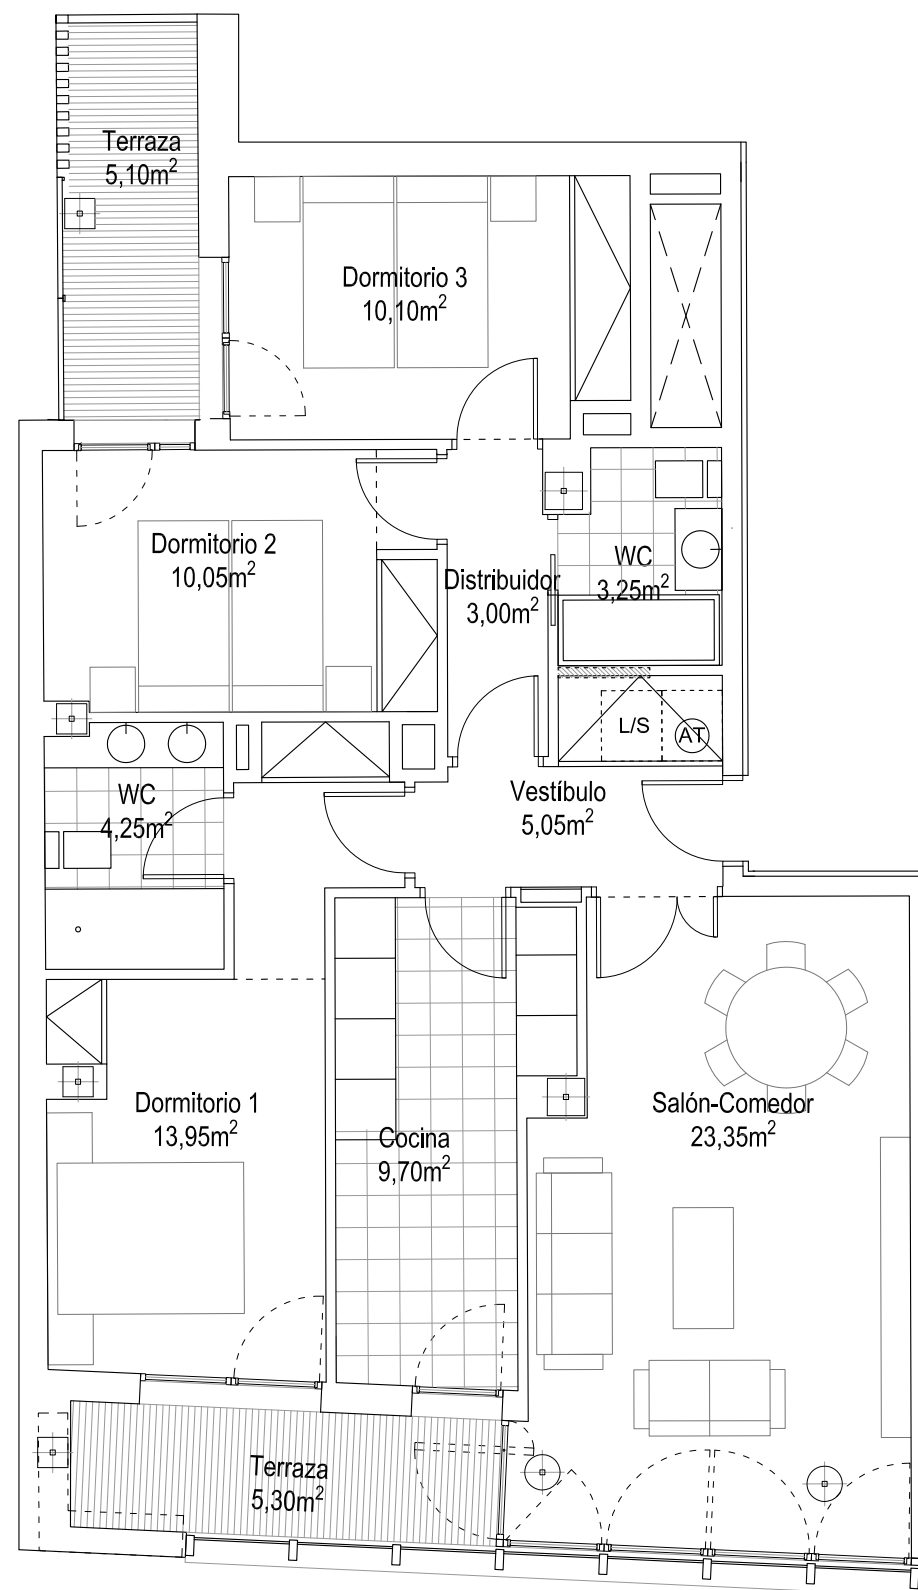 Terraza
5,10m²
Dormitorio 3
10,10m²
Dormitorio 2
10,05m²
WC
3,25m²
Distribuidor
3,00m²
L/S
AT
WC
4,25m²
Vestíbulo
5,05m²
Dormitorio 1
13,95m²
Cocina
9,70m²
Salón-Comedor
23,35m²
Terraza
5,30m²